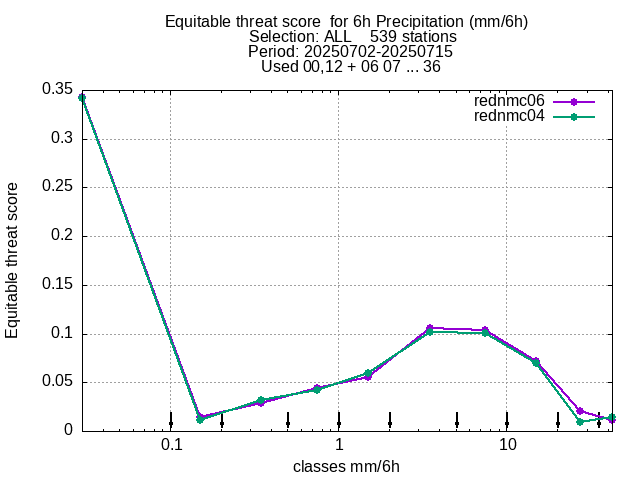 Equitable threat score  for 6h Precipitation (mm/6h)
Selection: ALL    539 stations
Period: 20250702-20250715
Used 00,12 + 06 07 ... 36
rednmc06
rednmc04
0.35
0.3
0.25
0.2
0.15
0.1
0.05
0
Equitable threat score
0.1 1 10
classes mm/6h